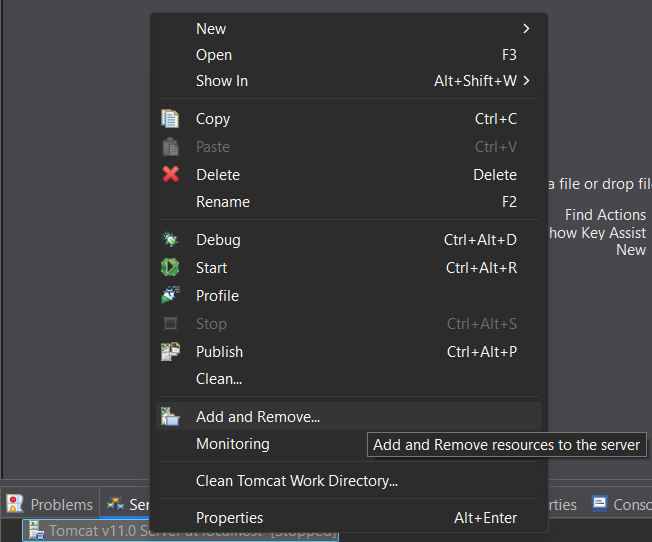 New
Open F3
Show In Alt+Shift+W
Copy Ctrl+C
Paste Ctrl+V
Delete Delete
a file or drop fil
Rename F2
Find Actions
how Key Assist
Debug Ctrl+Alt+D
New
Start Ctrl+Alt+R
Profile
Stop Ctrl+Alt+S
Publish Ctrl+Alt+P
Clean...
Add and Remove...
Monitoring
Add and Remove resources to the server
Clean Tomcat Work Directory...
Problems Ser rties Conso
Properties Alt+Enter
Tomcat v11.0 Server at localhost [Stopped]